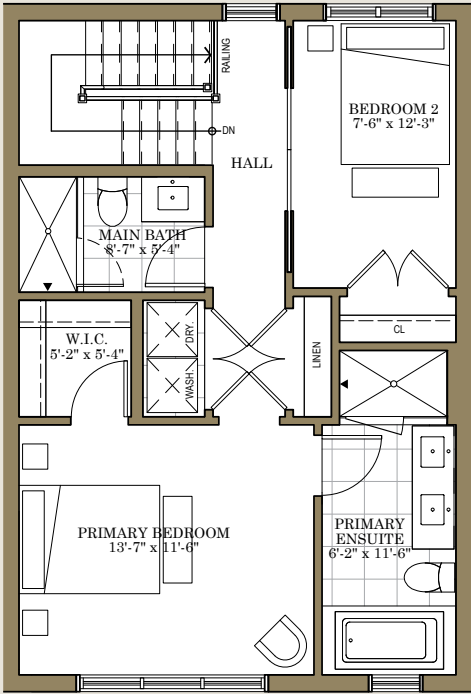 RAILING
DN
HALL
BEDROOM 2
7'-6" x 12'-3"
MAIN BATH
8'-7" x 5'-4"
W.I.C.
5'-2" x 5'-4"
DRY.
WASH.
LINEN
CL
PRIMARY BEDROOM
13'-7" x 11'-6"
PRIMARY
ENSUITE
6'-2" x 11'-6"